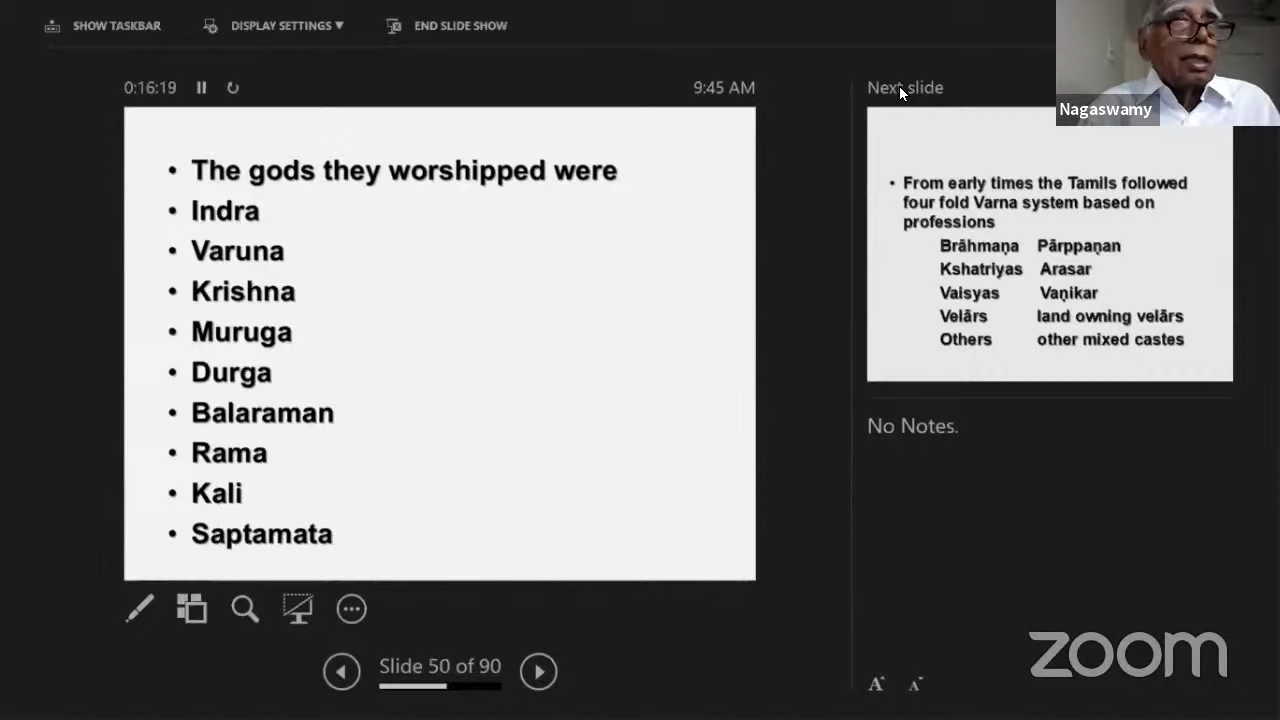 SHOW TASKBAR
DISPLAY SETTINGS ▼
END SLIDE SHOW
0:16:19
9:45 AM
• The gods they worshipped were
• Indra
• Varuna
• Krishna
• Muruga
• Durga
• Balaraman
• Rama
• Kali
• Saptamata
Slide 50 of 90
Next slide
Nagaswamy
• From early times the Tamils followed
four fold Varna system based on
professions
Brāhmaṇa Pārppaṇan
Kshatriyas Arasar
Vaisyas Vaṇikar
Velārs land owning velārs
Others other mixed castes
No Notes.
A A
zoom